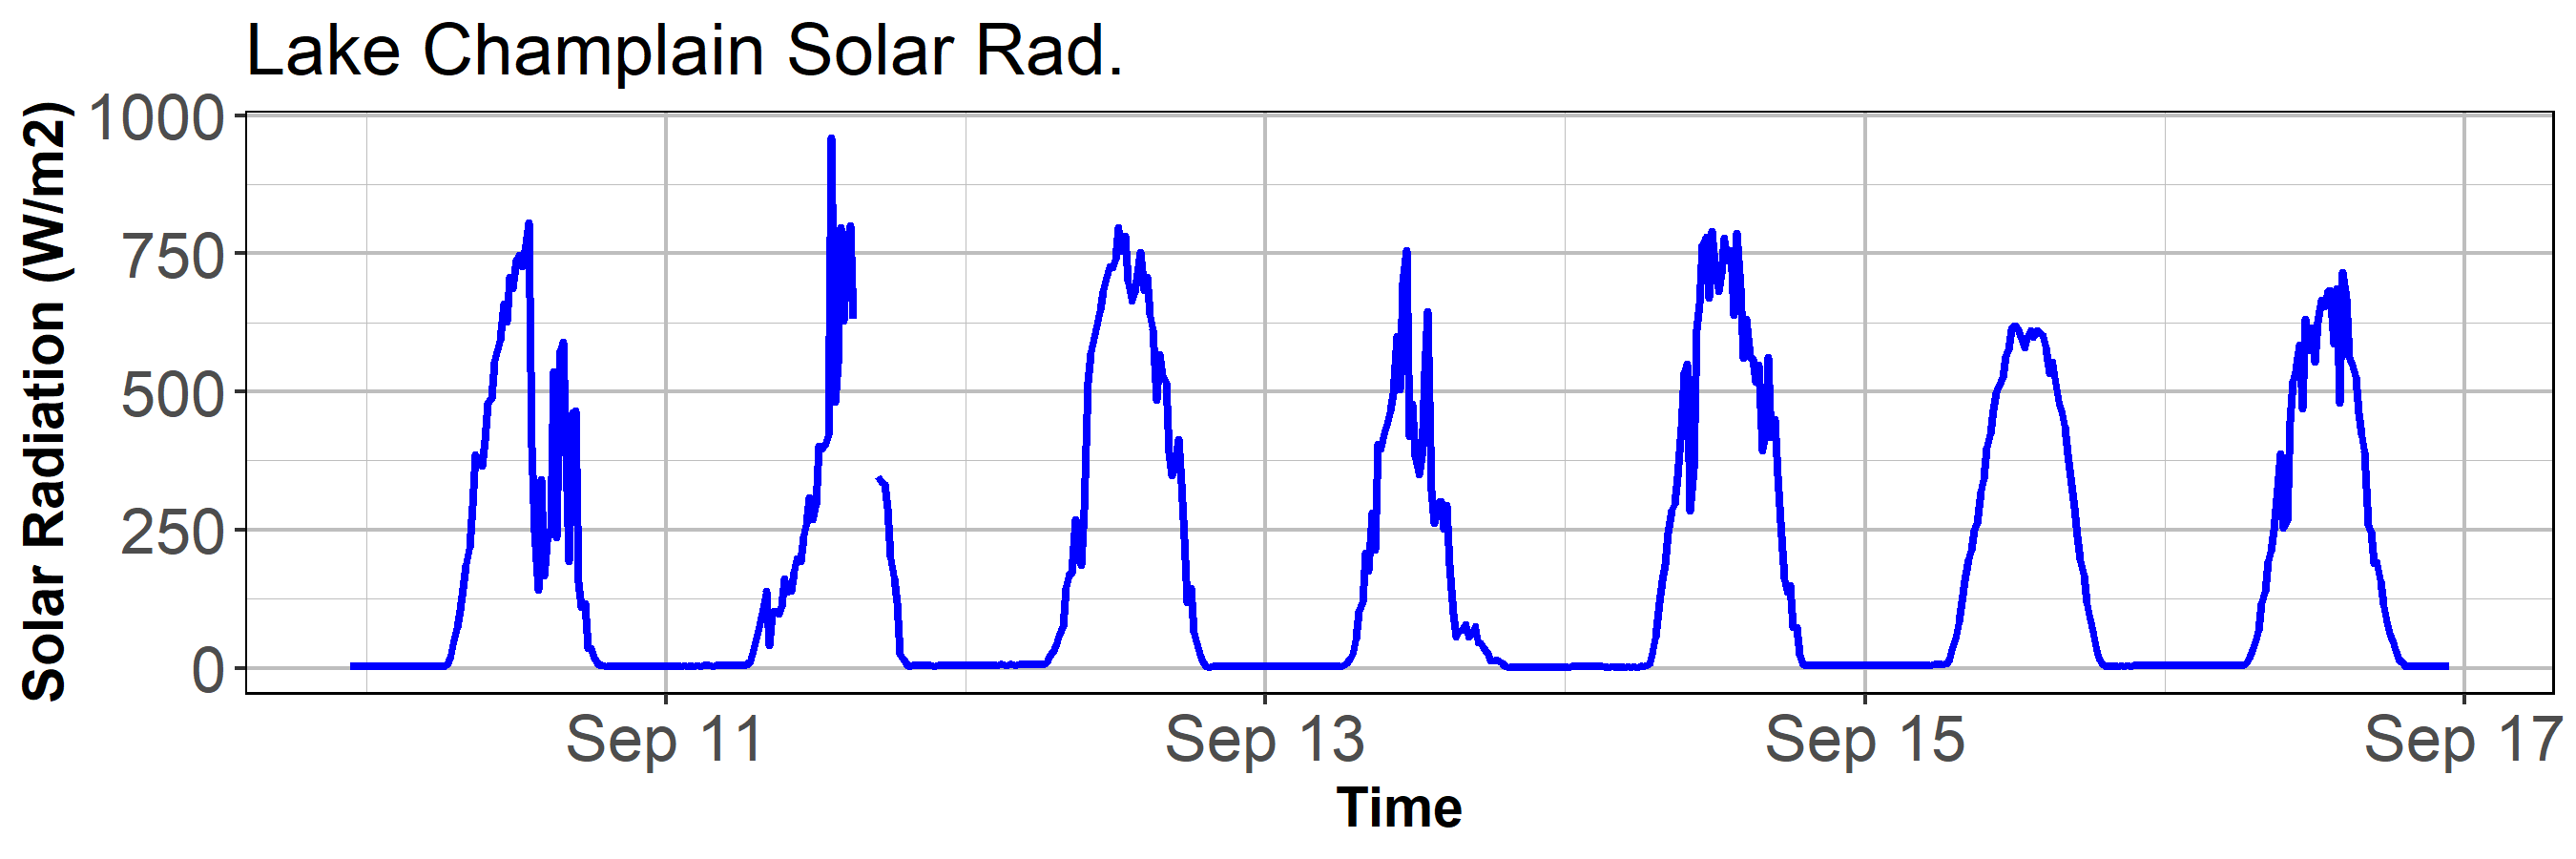 Lake Champlain Solar Rad.
Solar Radiation (W/m2)
1000
750
500
250
0
Sep 11
Sep 13
Sep 15
Sep 17
Time